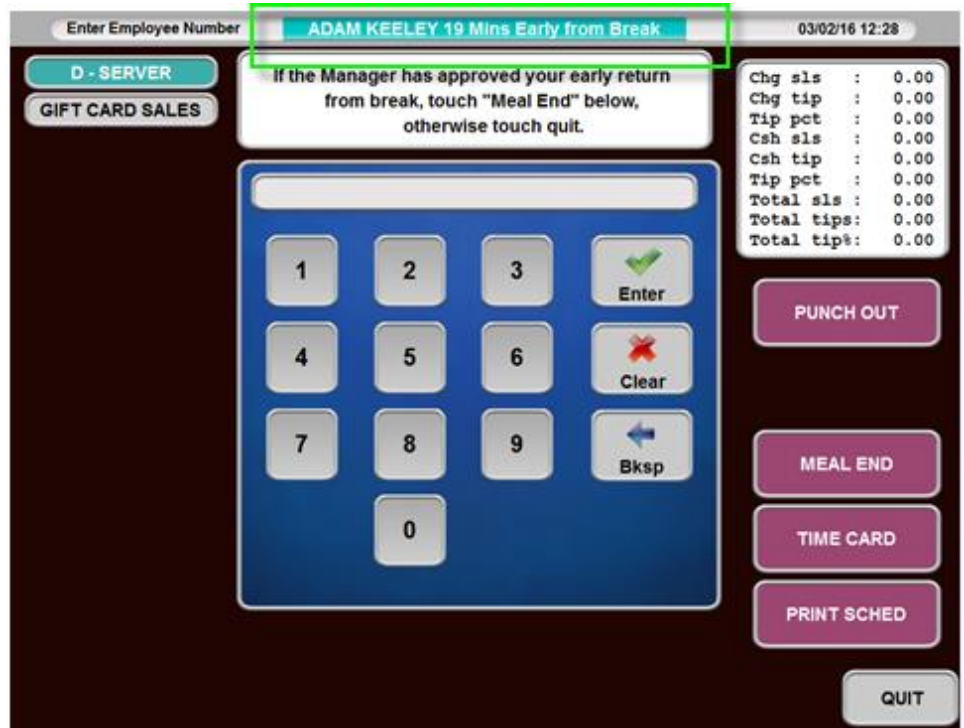 Enter Employee Number
ADAM KEELEY 19 Mins Early from Break
03/02/16 12:28
D - SERVER
GIFT CARD SALES
If the Manager has approved your early return
from break, touch "Meal End" below,
otherwise touch quit.
Chg sls : 0.00
Chg tip : 0.00
Tip pct : 0.00
Csh sls : 0.00
Csh tip : 0.00
Tip pct : 0.00
Total sls : 0.00
Total tips: 0.00
Total tip%: 0.00
1 2 3 Enter
4 5 6 Clear
7 8 9 Bksp
0
PUNCH OUT
MEAL END
TIME CARD
PRINT SCHED
QUIT